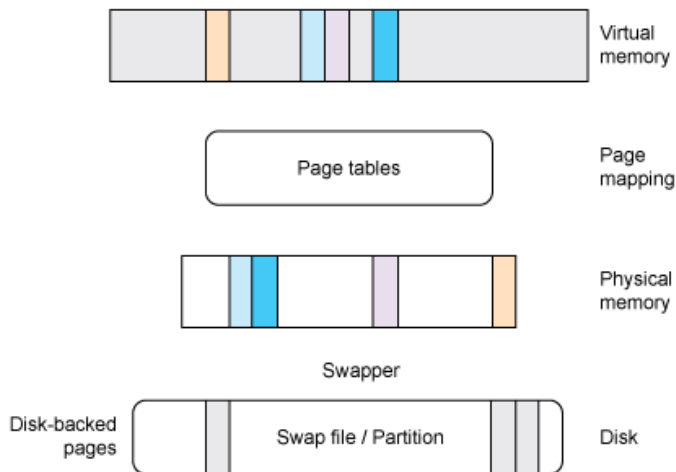 Virtual
memory
Page tables
Page
mapping
Physical
memory
Swapper
Disk-backed
pages
Swap file / Partition
Disk